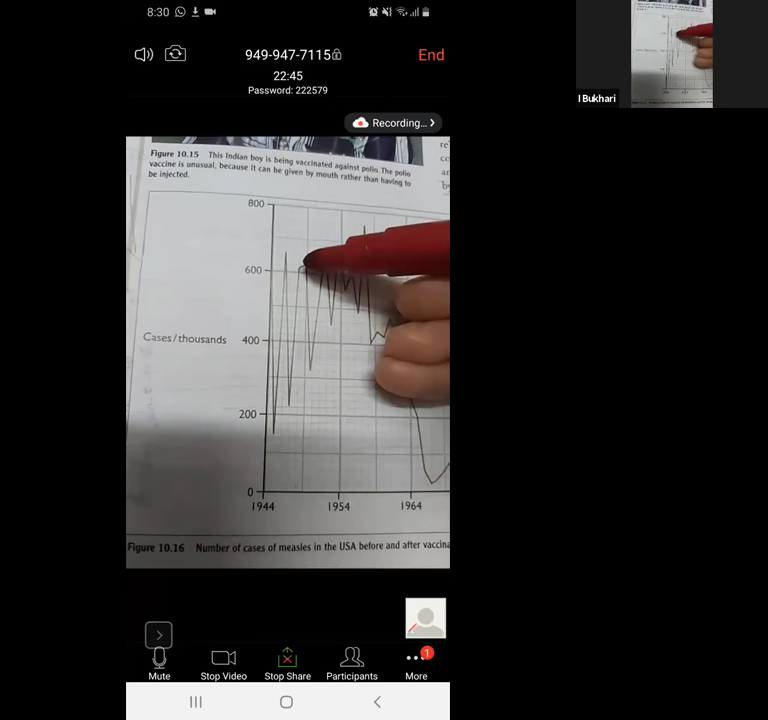 8:30
949-947-7115
End
22:45
Password: 222579
Recording...
I Bukhari
Figure 10.15 This Indian boy is being vaccinated against polio. The polio
vaccine is unusual, because it can be given by mouth rather than having to
be injected.
800
600
Cases/thousands 400
200
0
1944 1954 1964
Figure 10.16 Number of cases of measles in the USA before and after
1
Mute Stop Video Stop Share Participants More